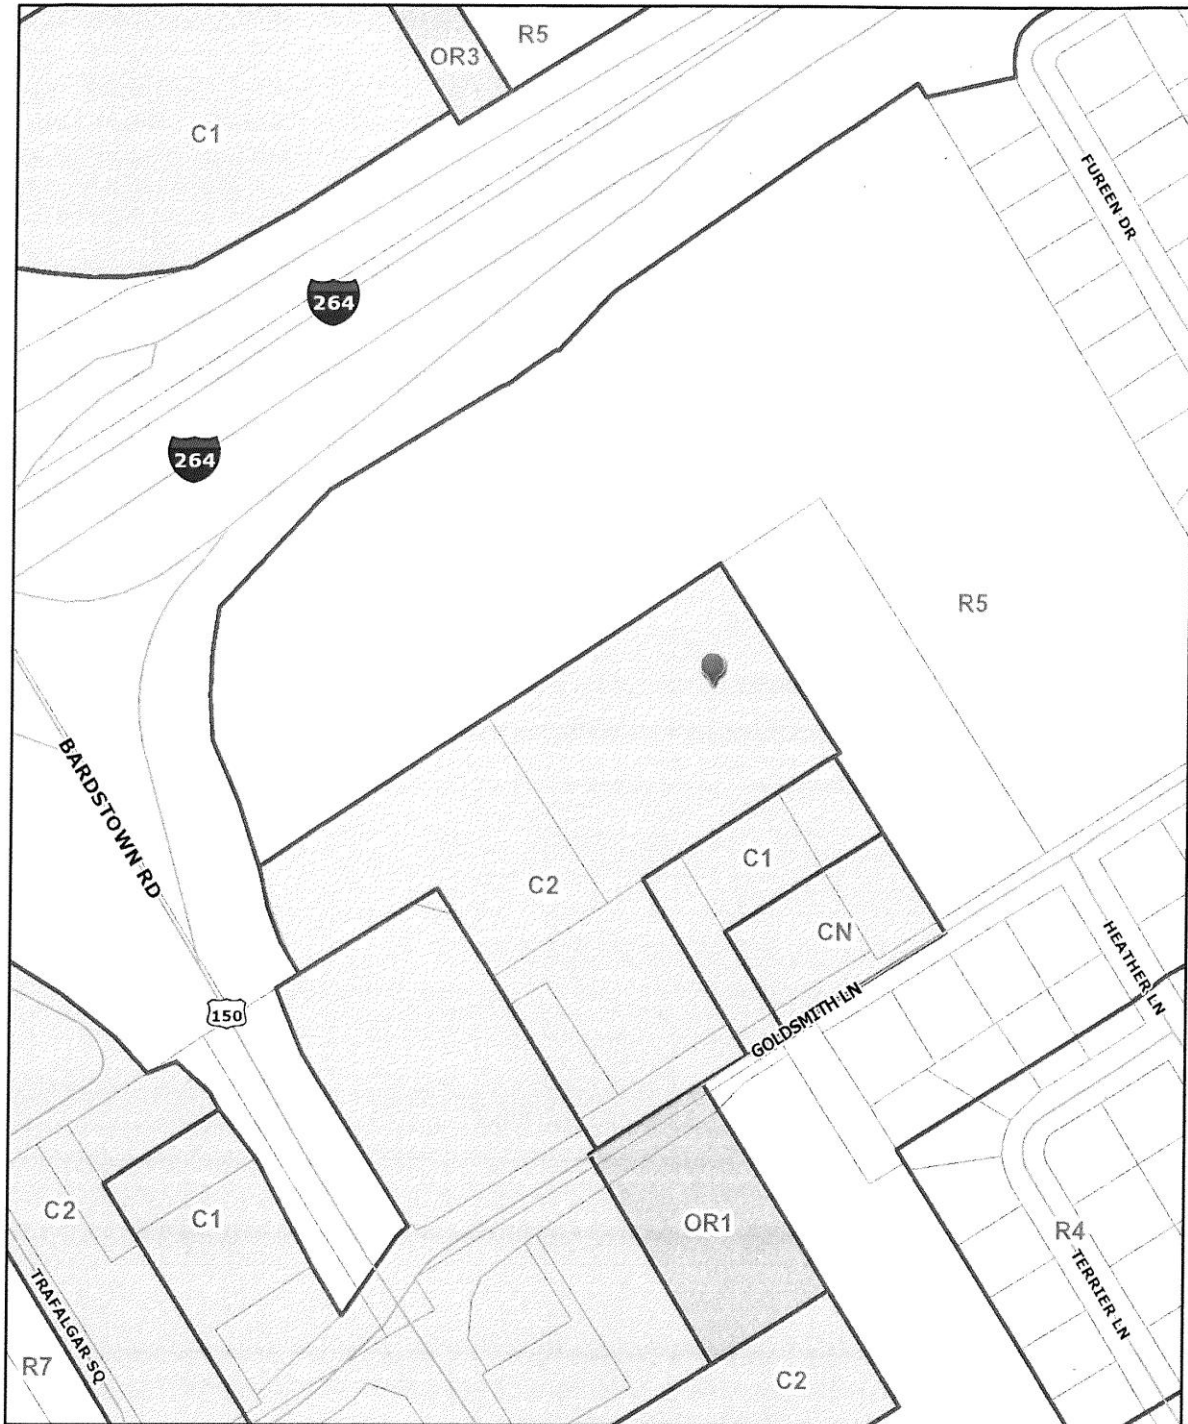 R5
OR3
C1
FUREEN DR
264
264
R5
BARDSTOWN RD
C1
C2
CN
HEATHER LN
GOLDSMITH LN
150
C2
C1
OR1
R4
TERRIER LN
TRAFALGAR SQ
R7
C2